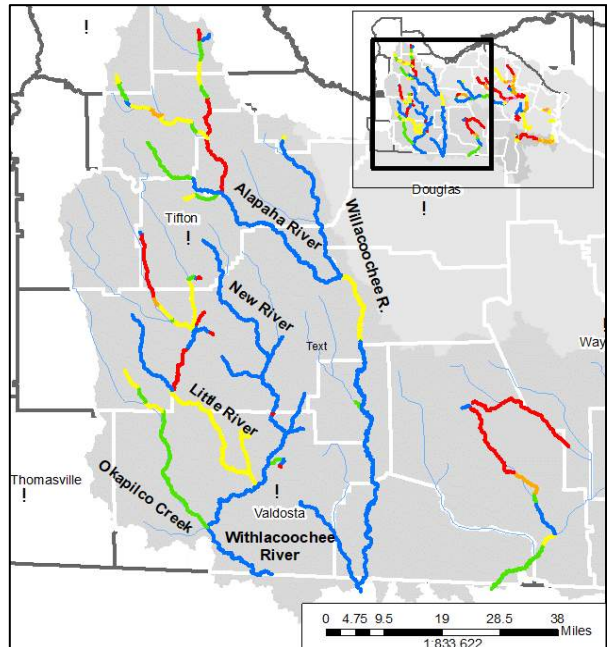 Douglas
Alapaha River
Willacoochee R.
Tifton
New River
Text
Way
Little River
Thomasville
Okapilco Creek
Valdosta
Withlacoochee
River
0 4.75 9.5 19 28.5 38
Miles
1:833,622